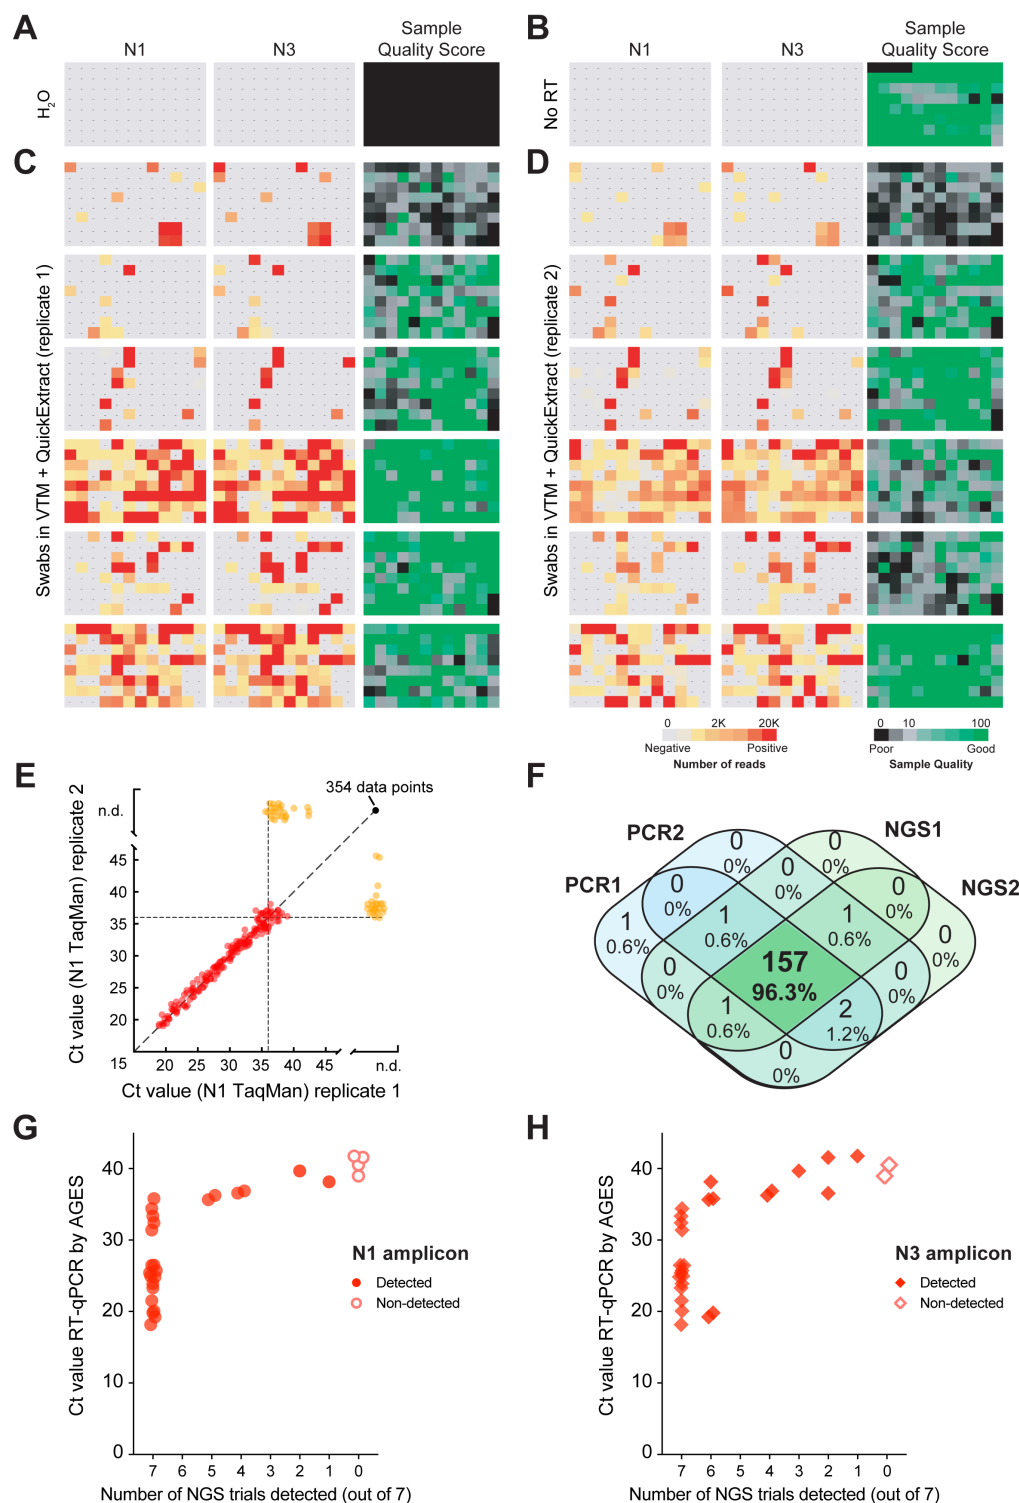 A
B
N1
N3
Sample
Quality Score
N1
N3
Sample
Quality Score
H2O
No RT
C
D
Swabs in VTM + QuickExtract (replicate 1)
Swabs in VTM + QuickExtract (replicate 2)
0 2K 20K
Negative Positive
Number of reads
0 10 100
Poor Good
Sample Quality
E
354 data points
n.d.
45
40
35
30
25
20
15
20 25 30 35 40 45 n.d.
Ct value (N1 TaqMan) replicate 2
Ct value (N1 TaqMan) replicate 1
F
PCR2
NGS1
PCR1
NGS2
0
0%
0
0%
0
0%
0
0%
0
0%
1
0.6%
1
0.6%
1
0.6%
0
0%
157
96.3%
0
0%
0
0%
1
0.6%
2
1.2%
0
0%
G
Ct value RT-qPCR by AGES
40
30
20
10
0
7 6 5 4 3 2 1 0
Number of NGS trials detected (out of 7)
N1 amplicon
Detected
Non-detected
H
Ct value RT-qPCR by AGES
40
30
20
10
0
7 6 5 4 3 2 1 0
Number of NGS trials detected (out of 7)
N3 amplicon
Detected
Non-detected